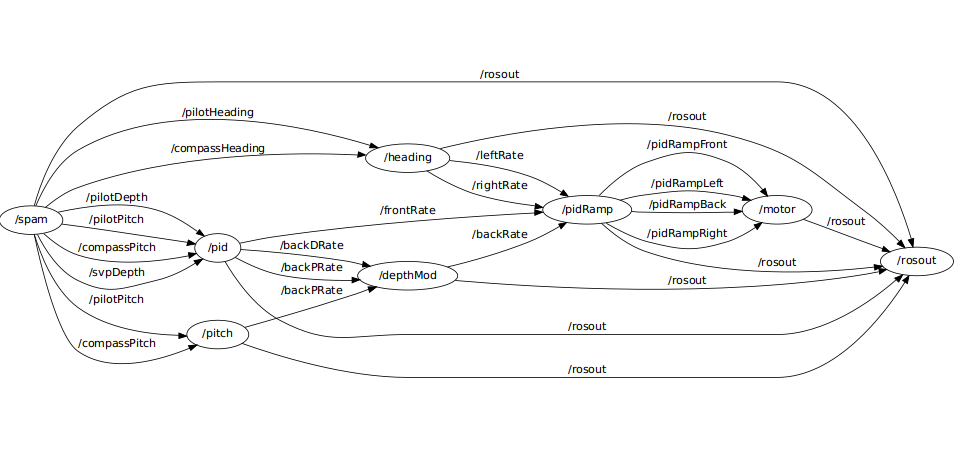 /rosout
/pilotHeading
/rosout
/compassHeading
/heading
/leftRate
/pidRampFront
/rightRate
/pidRampLeft
/pilotDepth
/pidRampBack
/frontRate
/pidRamp
/motor
/spam
/pilotPitch
/rosout
/backRate
/pidRampRight
/compassPitch
/pid
/backDRate
/rosout
/rosout
/svpDepth
/backPRate
/depthMod
/rosout
/backPRate
/pilotPitch
/rosout
/pitch
/compassPitch
/rosout